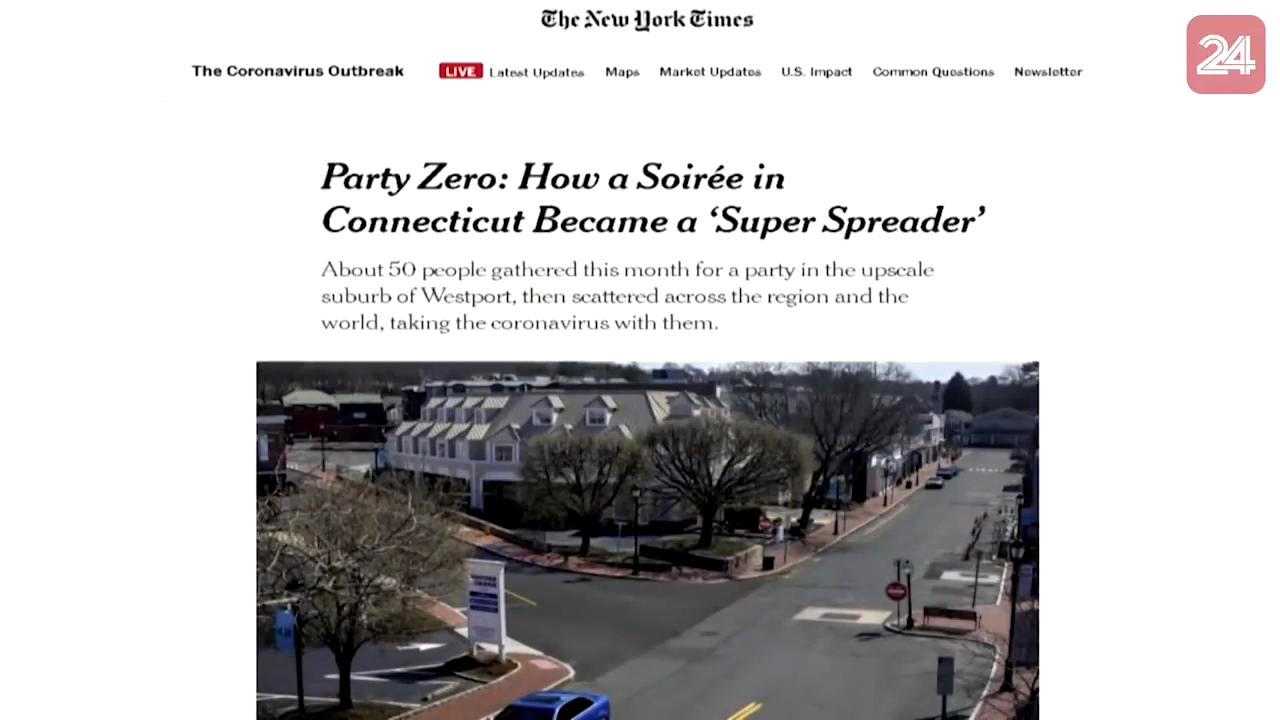 The New York Times
24
The Coronavirus Outbreak LIVE Latest Updates Maps Market Updates U.S. Impact Common Questions Newsletter
Party Zero: How a Soirée in
Connecticut Became a ‘Super Spreader’
About 50 people gathered this month for a party in the upscale
suburb of Westport, then scattered across the region and the
world, taking the coronavirus with them.